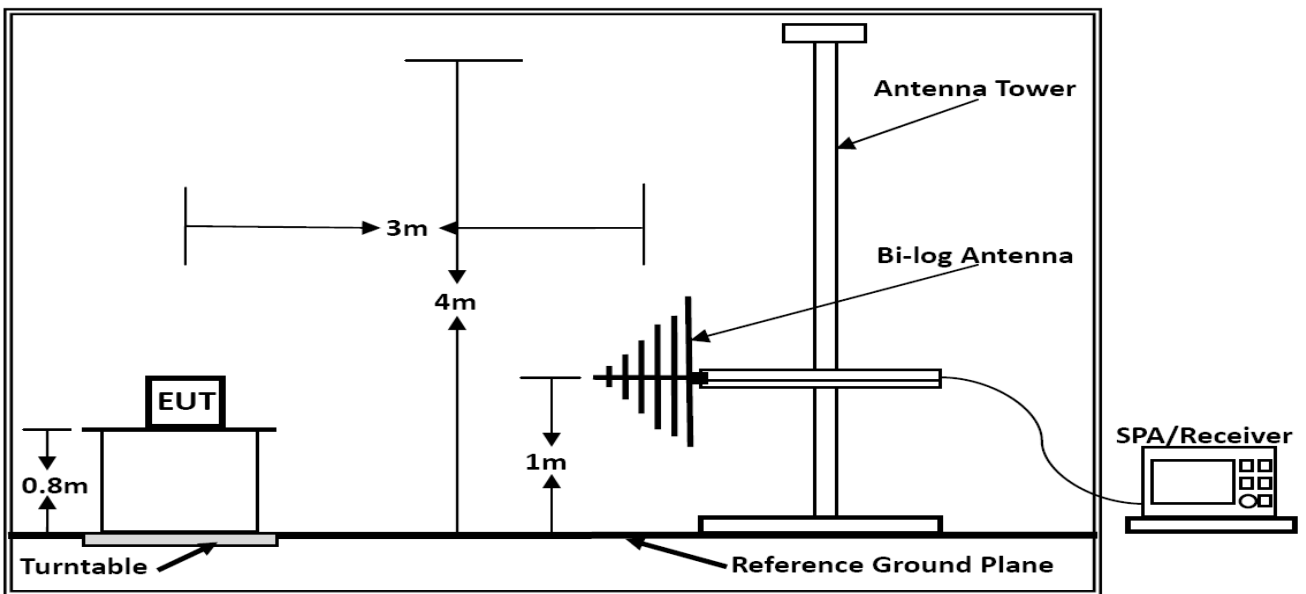 Antenna Tower
3m
Bi-log Antenna
4m
EUT
SPA/Receiver
1m
0.8m
Turntable
Reference Ground Plane